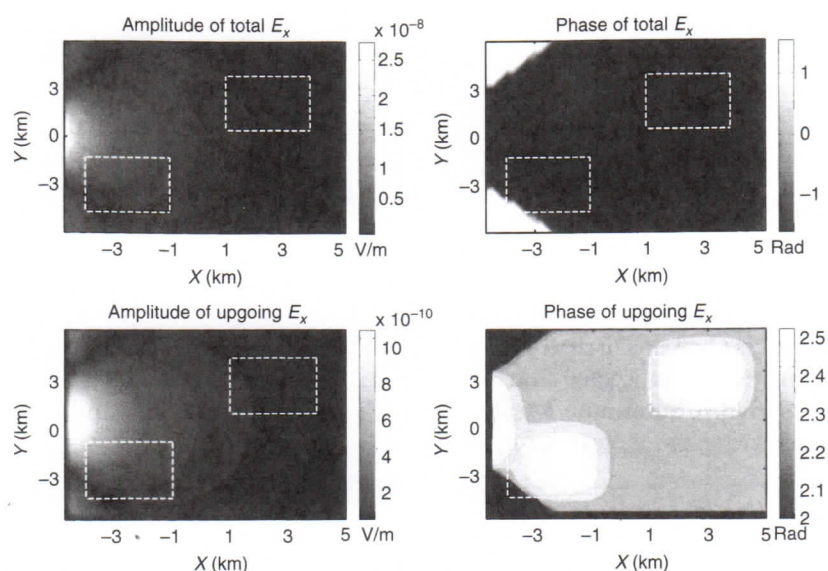 Amplitude of total Eₓ
x 10⁻⁸
Y (km)
3
0
−3
−3
−1
1
3
5
X (km)
2.5
2
1.5
1
0.5
V/m
Phase of total Eₓ
Y (km)
3
0
−3
−3
−1
1
3
5
X (km)
1
0
−1
Rad
Amplitude of upgoing Eₓ
x 10⁻¹⁰
Y (km)
3
0
−3
−3
−1
1
3
5
X (km)
10
8
6
4
2
V/m
Phase of upgoing Eₓ
Y (km)
3
0
−3
−3
−1
1
3
5
X (km)
2.5
2.4
2.3
2.2
2.1
2
Rad